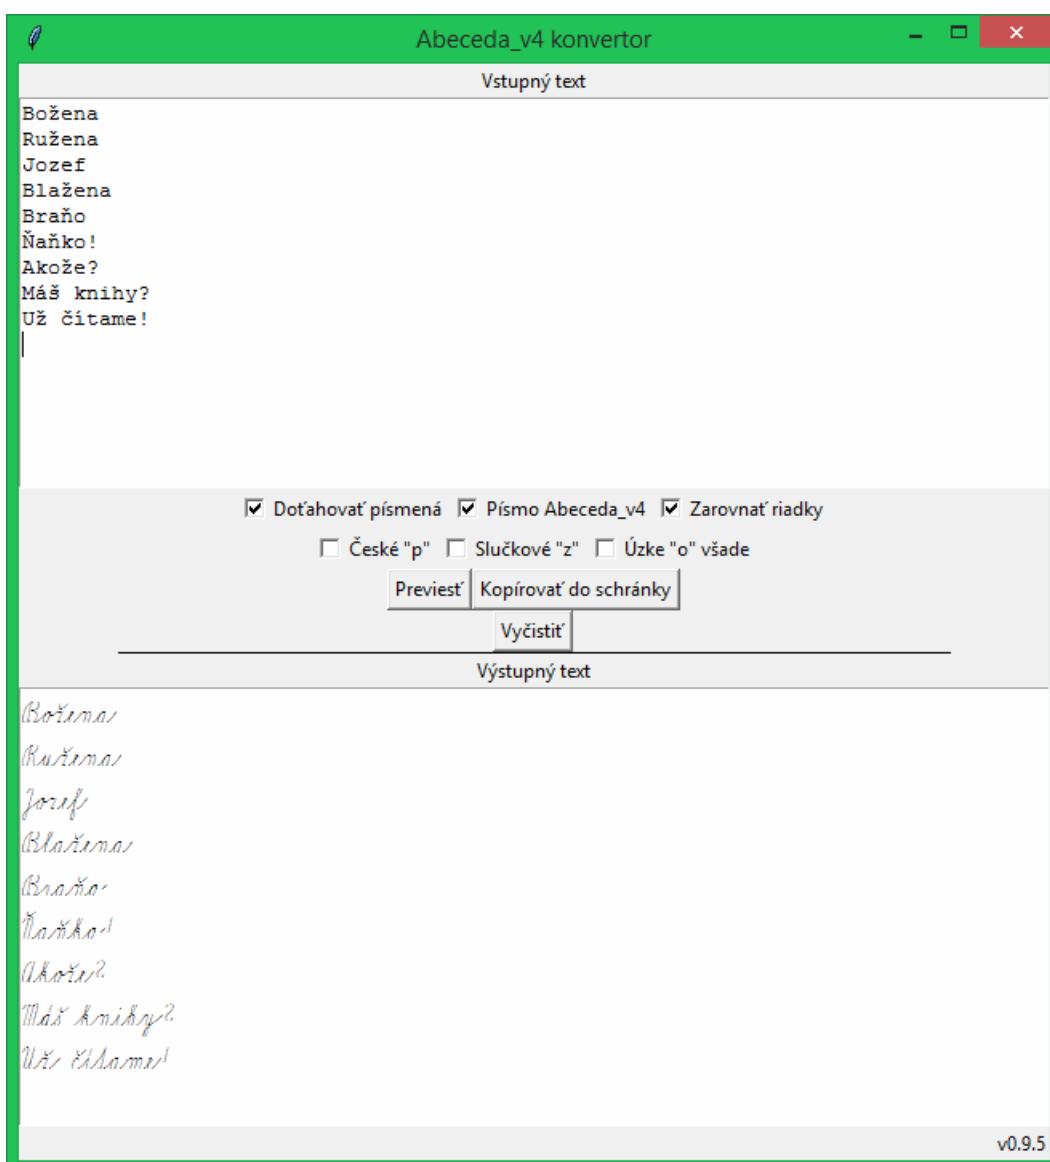 Abeceda_v4 konvertor
Vstupný text
Božena
Ružena
Jozef
Blažena
Braňo
Ňaňko!
Akože?
Máš knihy?
Už čítame!
Doťahovať písmená Písmo Abeceda_v4 Zarovnať riadky
České "p" Slučkové "z" Úzke "o" všade
Previesť Kopírovať do schránky
Vyčistiť
Výstupný text
Božena
Ružena
Jozef
Blažena
Braňo
Ňaňko!
Akože?
Máš knihy?
Už čítame!
v0.9.5